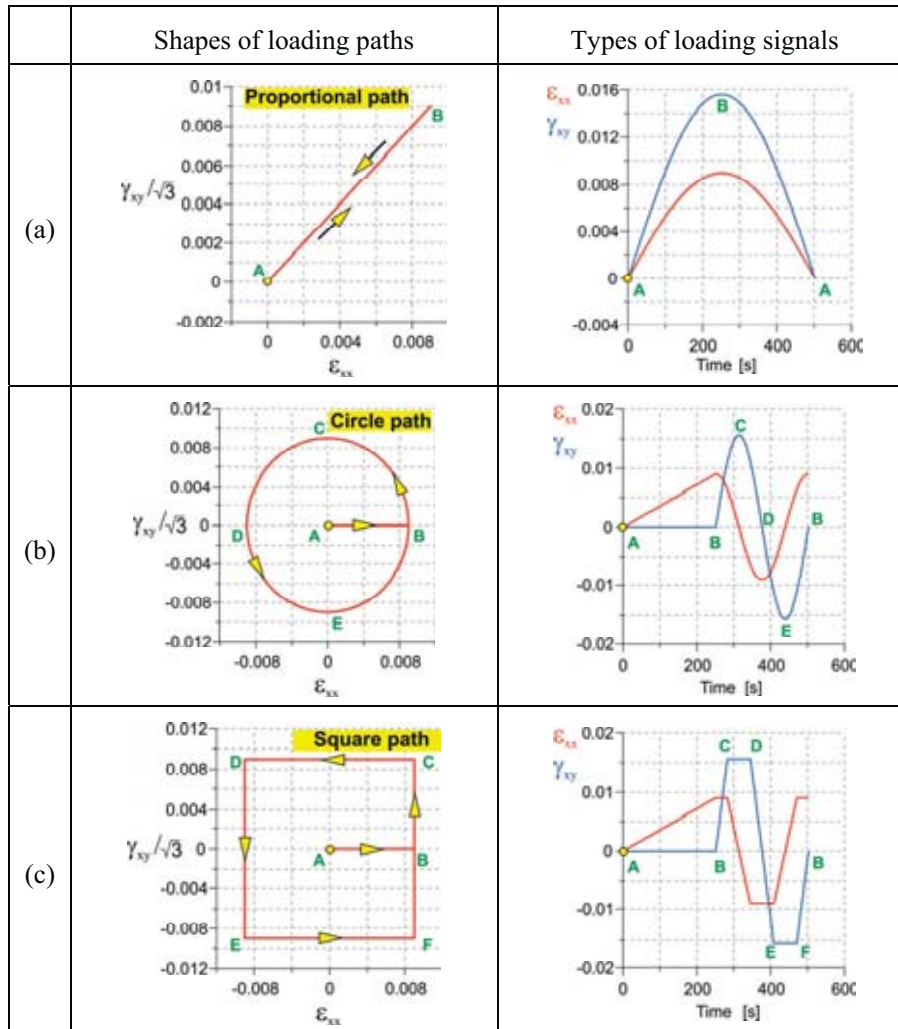 Shapes of loading paths
Types of loading signals
(a)
Proportional path
γxy/√3
0.01
0.008
0.006
0.004
0.002
0
-0.002
A
B
0
0.004
0.008
εxx
εxx
γxy
0.016
0.012
0.008
0.004
0
-0.004
B
A
A
0
200
400
600
Time [s]
(b)
Circle path
γxy/√3
0.012
0.008
0.004
0
-0.004
-0.008
-0.012
C
D
A
B
E
-0.008
0
0.008
εxx
εxx
γxy
0.02
0.01
0
-0.01
-0.02
C
A
B
D
B
E
0
200
400
600
Time [s]
(c)
Square path
γxy/√3
0.012
0.008
0.004
0
-0.004
-0.008
-0.012
D
C
A
B
E
F
-0.008
0
0.008
εxx
εxx
γxy
0.02
0.01
0
-0.01
-0.02
C
D
A
B
B
E
F
0
200
400
600
Time [s]